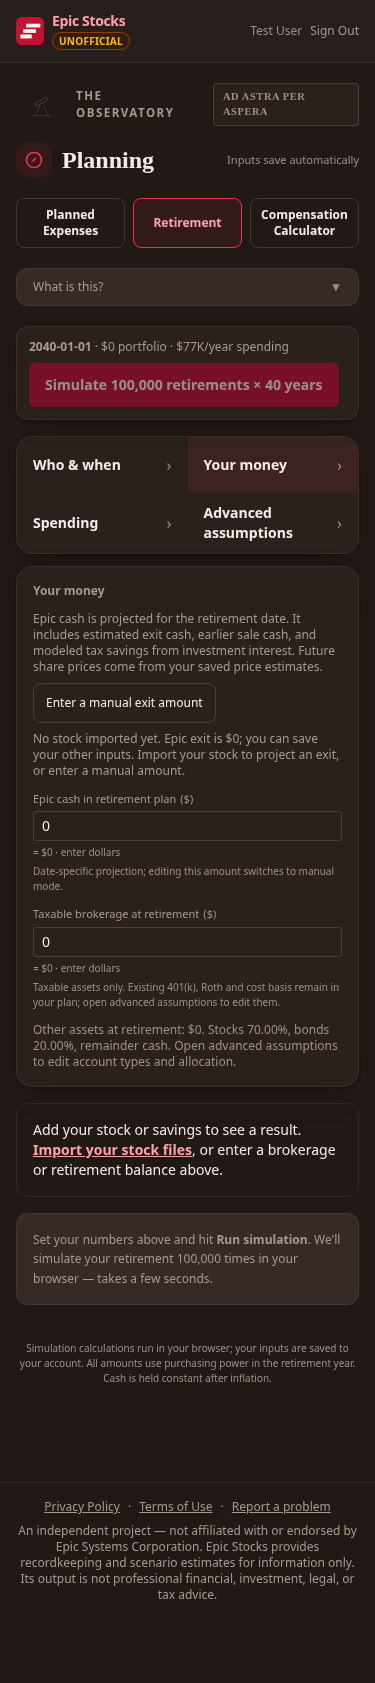 Epic Stocks
UNOFFICIAL
Test User Sign Out
THE
OBSERVATORY
AD ASTRA PER
ASPERA
Planning
Inputs save automatically
Planned
Expenses
Retirement
Compensation
Calculator
What is this? ▼
2040-01-01 · $0 portfolio · $77K/year spending
Simulate 100,000 retirements × 40 years
Who & when ›
Your money ›
Spending ›
Advanced
assumptions ›
Your money
Epic cash is projected for the retirement date. It
includes estimated exit cash, earlier sale cash, and
modeled tax savings from investment interest. Future
share prices come from your saved price estimates.
Enter a manual exit amount
No stock imported yet. Epic exit is $0; you can save
your other inputs. Import your stock to project an exit,
or enter a manual amount.
Epic cash in retirement plan ($)
0
= $0 · enter dollars
Date-specific projection; editing this amount switches to manual
mode.
Taxable brokerage at retirement ($)
0
= $0 · enter dollars
Taxable assets only. Existing 401(k), Roth and cost basis remain in
your plan; open advanced assumptions to edit them.
Other assets at retirement: $0. Stocks 70.00%, bonds
20.00%, remainder cash. Open advanced assumptions
to edit account types and allocation.
Add your stock or savings to see a result.
Import your stock files, or enter a brokerage
or retirement balance above.
Set your numbers above and hit Run simulation. We'll
simulate your retirement 100,000 times in your
browser — takes a few seconds.
Simulation calculations run in your browser; your inputs are saved to
your account. All amounts use purchasing power in the retirement year.
Cash is held constant after inflation.
Privacy Policy · Terms of Use · Report a problem
An independent project — not affiliated with or endorsed by
Epic Systems Corporation. Epic Stocks provides
recordkeeping and scenario estimates for information only.
Its output is not professional financial, investment, legal, or
tax advice.